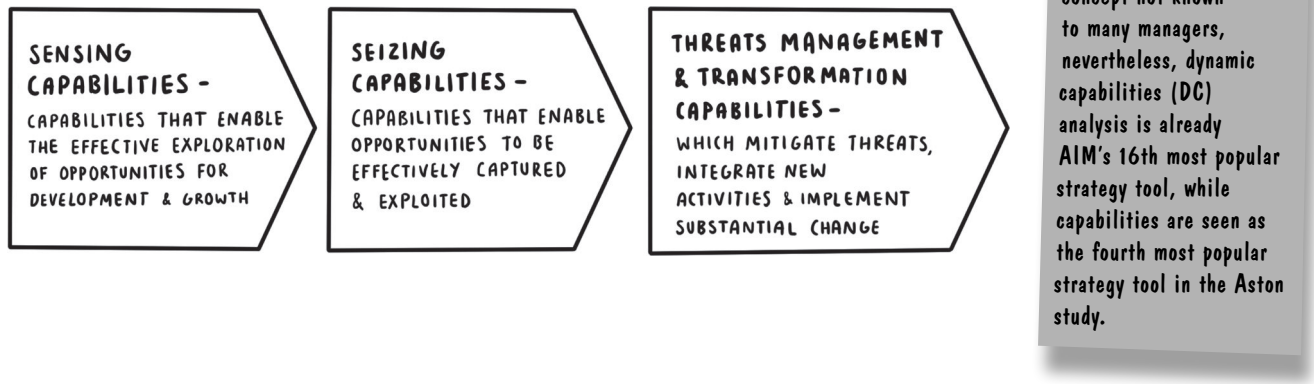 SENSING
CAPABILITIES -
CAPABILITIES THAT ENABLE
THE EFFECTIVE EXPLORATION
OF OPPORTUNITIES FOR
DEVELOPMENT & GROWTH
SEIZING
CAPABILITIES -
CAPABILITIES THAT ENABLE
OPPORTUNITIES TO BE
EFFECTIVELY CAPTURED
& EXPLOITED
THREATS MANAGEMENT
& TRANSFORMATION
CAPABILITIES -
WHICH MITIGATE THREATS,
INTEGRATE NEW
ACTIVITIES & IMPLEMENT
SUBSTANTIAL CHANGE
concept not known
to many managers,
nevertheless, dynamic
capabilities (DC)
analysis is already
AIM's 16th most popular
strategy tool, while
capabilities are seen as
the fourth most popular
strategy tool in the Aston
study.